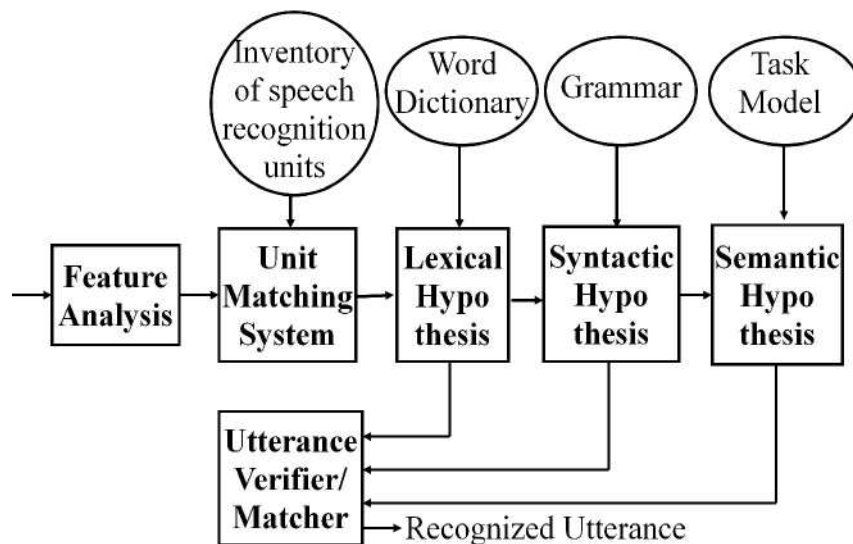 Inventory
of speech
recognition
units
Word
Dictionary
Grammar
Task
Model
Feature
Analysis
Unit
Matching
System
Lexical
Hypo
thesis
Syntactic
Hypo
thesis
Semantic
Hypo
thesis
Utterance
Verifier/
Matcher
Recognized Utterance